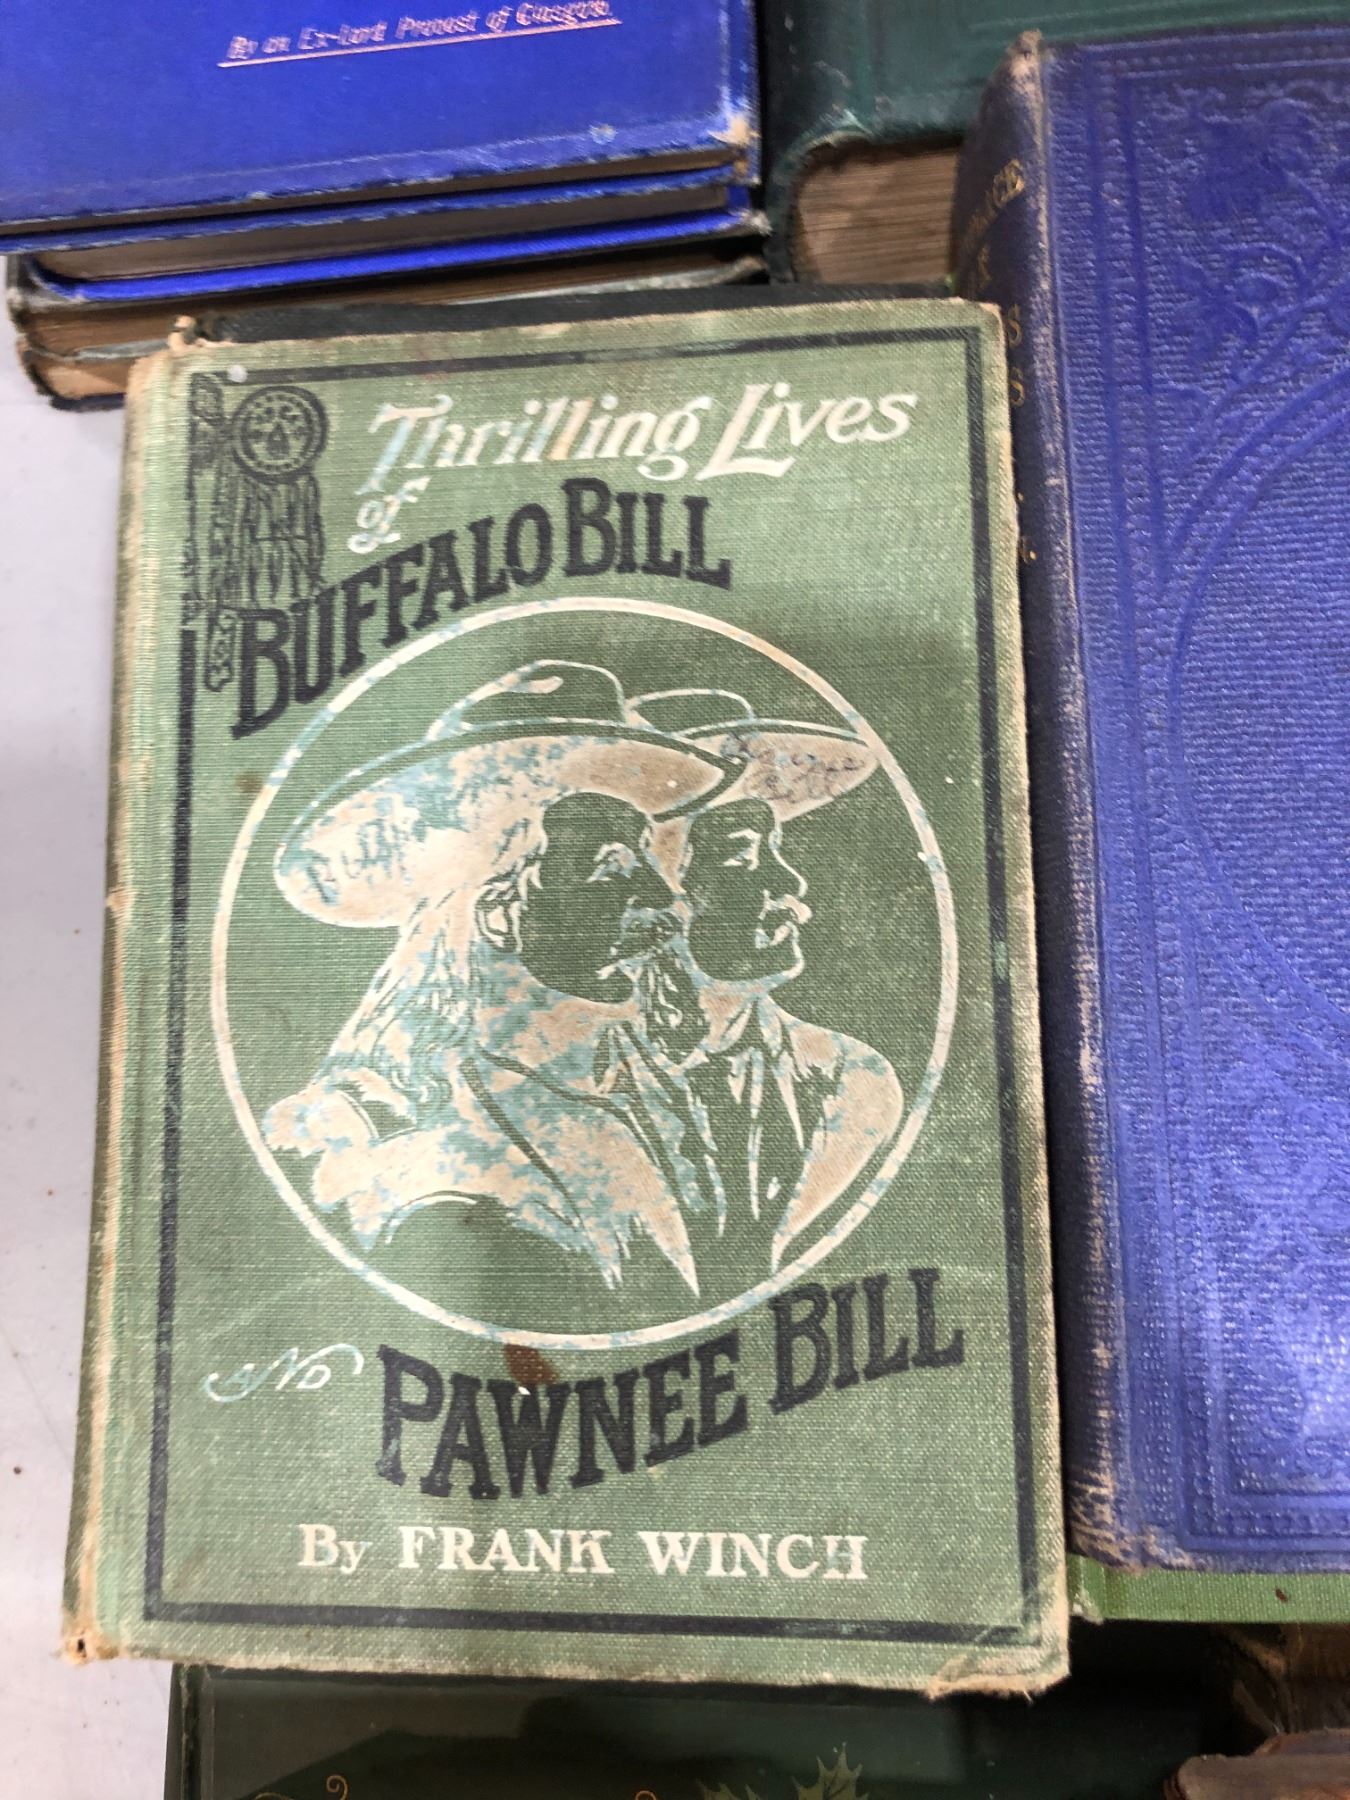 By an Ex-Lord Provost of Glasgow.
Thrilling Lives
of
BUFFALO BILL
AND
PAWNEE BILL
By FRANK WINCH